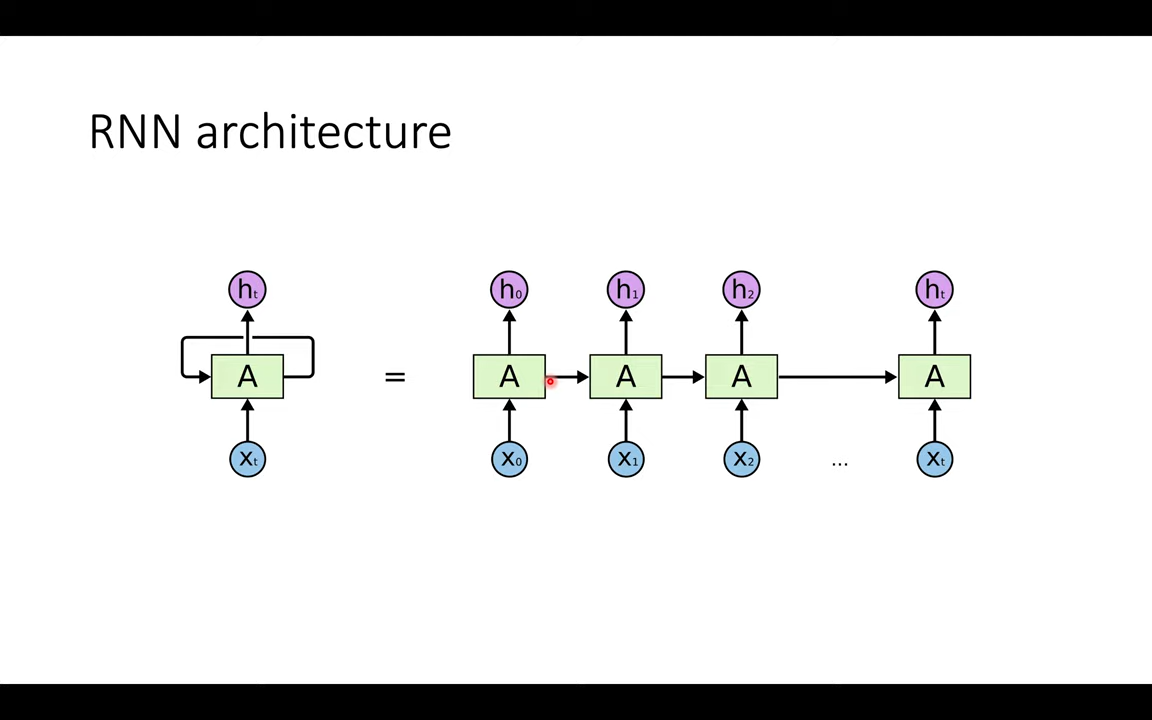 RNN architecture
hₜ h₀ h₁ h₂ hₜ
A = A A A A
xₜ x₀ x₁ x₂ ... xₜ